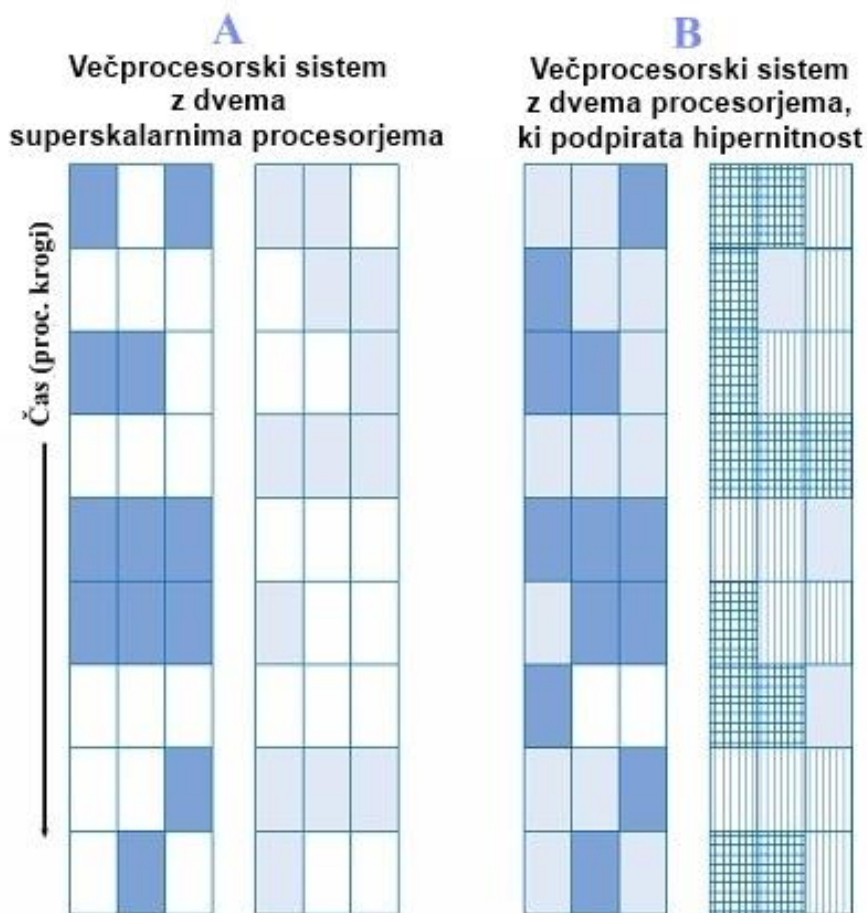 A
Večprocesorski sistem
z dvema
superskalarnima procesorjema
B
Večprocesorski sistem
z dvema procesorjema,
ki podpirata hipernitnost
Čas (proc. krogi)